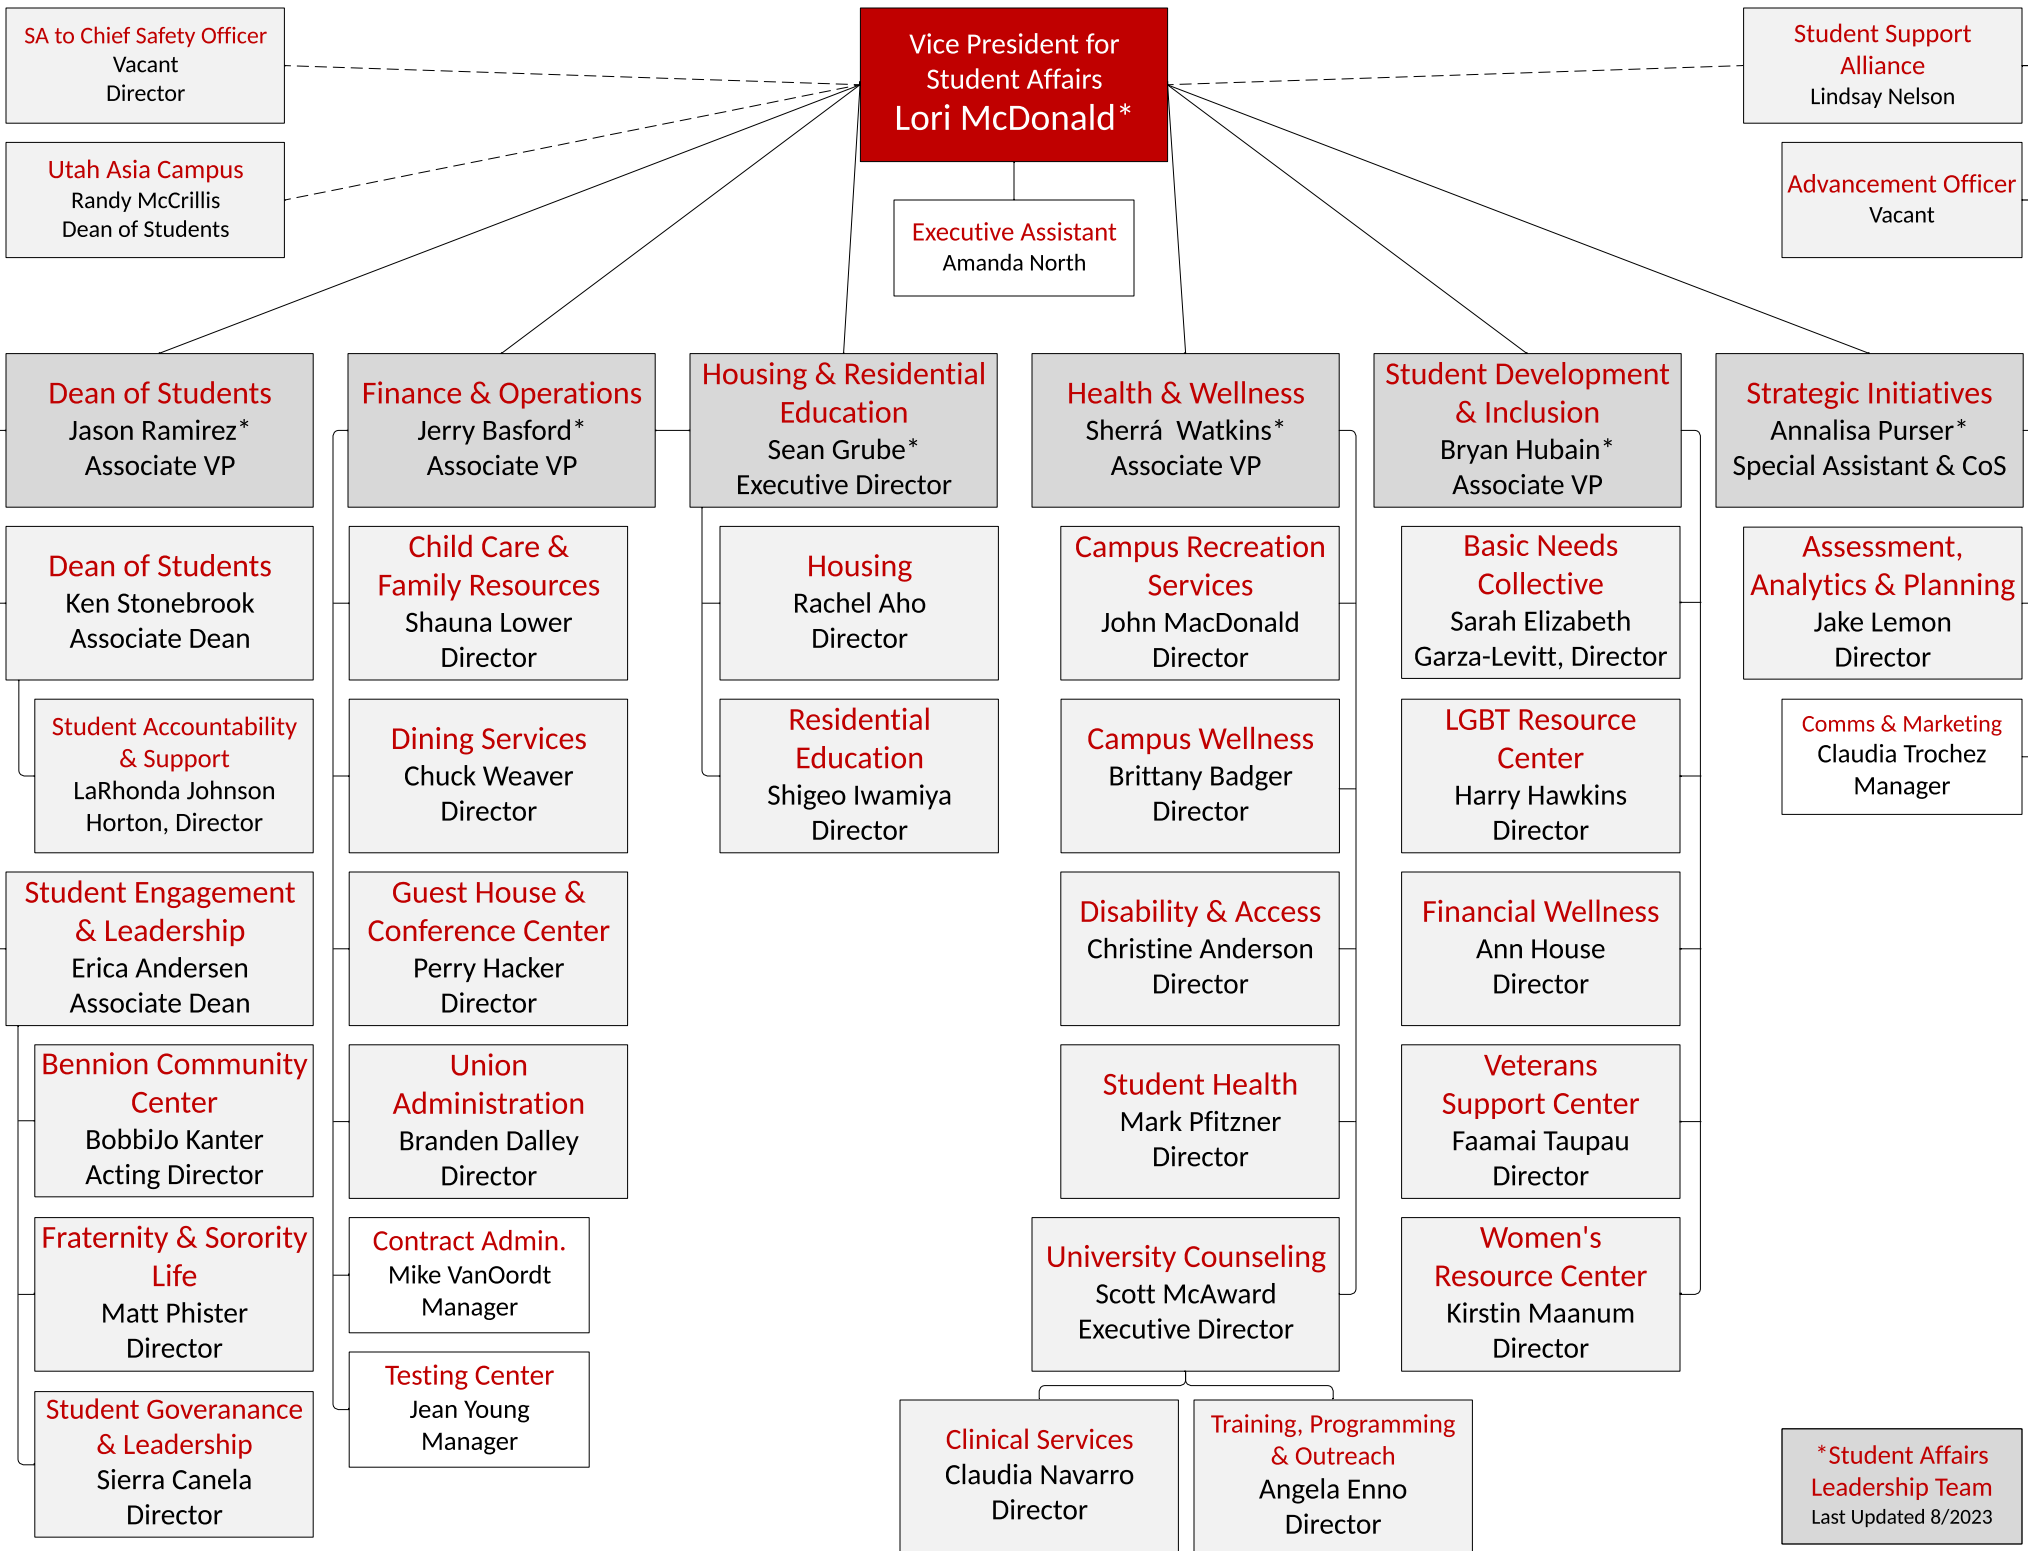 SA to Chief Safety Officer
Vacant
Director
Utah Asia Campus
Randy McCrillis
Dean of Students
Vice President for
Student Affairs
Lori McDonald*
Executive Assistant
Amanda North
Student Support
Alliance
Lindsay Nelson
Advancement Officer
Vacant
Dean of Students
Jason Ramirez*
Associate VP
Finance & Operations
Jerry Basford*
Associate VP
Housing & Residential
Education
Sean Grube*
Executive Director
Health & Wellness
Sherrá  Watkins*
Associate VP
Student Development
& Inclusion
Bryan Hubain*
Associate VP
Strategic Initiatives
Annalisa Purser*
Special Assistant & CoS
Dean of Students
Ken Stonebrook
Associate Dean
Student Accountability
& Support
LaRhonda Johnson
Horton, Director
Student Engagement
& Leadership
Erica Andersen
Associate Dean
Bennion Community
Center
BobbiJo Kanter
Acting Director
Fraternity & Sorority
Life
Matt Phister
Director
Student Goveranance
& Leadership
Sierra Canela
Director
Child Care &
Family Resources
Shauna Lower
Director
Dining Services
Chuck Weaver
Director
Guest House &
Conference Center
Perry Hacker
Director
Union
Administration
Branden Dalley
Director
Contract Admin.
Mike VanOordt
Manager
Testing Center
Jean Young
Manager
Housing
Rachel Aho
Director
Residential
Education
Shigeo Iwamiya
Director
Campus Recreation
Services
John MacDonald
Director
Campus Wellness
Brittany Badger
Director
Disability & Access
Christine Anderson
Director
Student Health
Mark Pfitzner
Director
University Counseling
Scott McAward
Executive Director
Clinical Services
Claudia Navarro
Director
Training, Programming
& Outreach
Angela Enno
Director
Basic Needs
Collective
Sarah Elizabeth
Garza-Levitt, Director
LGBT Resource
Center
Harry Hawkins
Director
Financial Wellness
Ann House
Director
Veterans
Support Center
Faamai Taupau
Director
Women's
Resource Center
Kirstin Maanum
Director
Assessment,
Analytics & Planning
Jake Lemon
Director
Comms & Marketing
Claudia Trochez
Manager
*Student Affairs
Leadership Team
Last Updated 8/2023